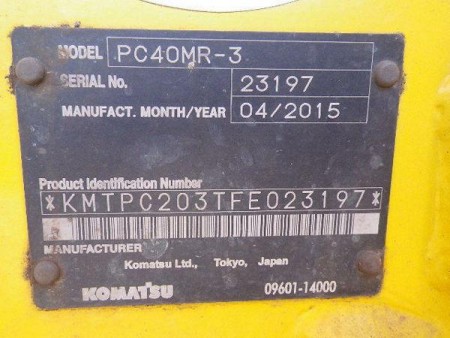 MODEL PC40MR-3
SERIAL No. 23197
MANUFACT. MONTH/YEAR 04/2015
Product Identification Number
*KMTPC203TFE023197*
MANUFACTURER
Komatsu Ltd., Tokyo, Japan
KOMATSU 09601-14000